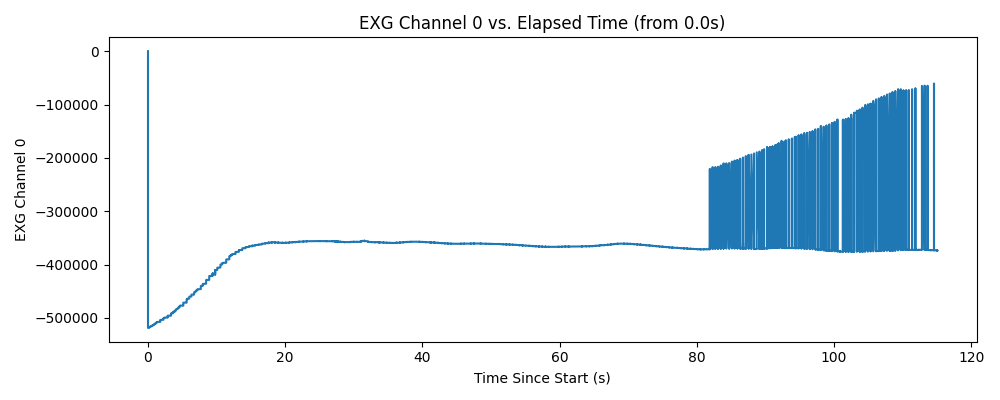 EXG Channel 0 vs. Elapsed Time (from 0.0s)
EXG Channel 0
0
−100000
−200000
−300000
−400000
−500000
0 20 40 60 80 100 120
Time Since Start (s)